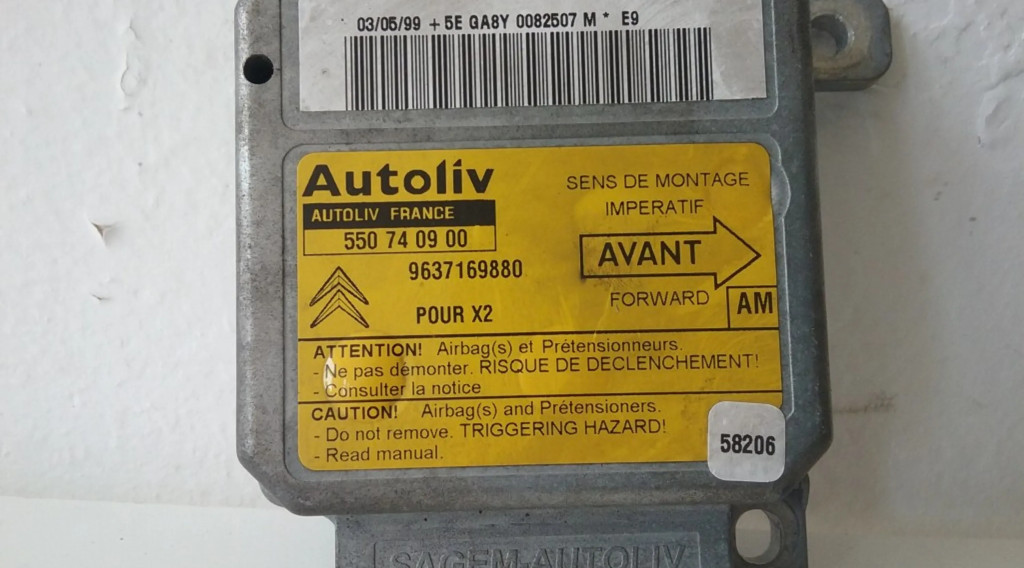 03/05/99 + 5E GA8Y 0082507 M * E9
Autoliv
AUTOLIV FRANCE
550 74 09 00
9637169880
POUR X2
SENS DE MONTAGE
IMPERATIF
AVANT
FORWARD
AM
ATTENTION! Airbag(s) et Prétensionneurs.
- Ne pas démonter. RISQUE DE DECLENCHEMENT!
- Consulter la notice
CAUTION! Airbag(s) and Prétensioners.
- Do not remove. TRIGGERING HAZARD!
- Read manual.
58206
SAGEM-AUTOLIV